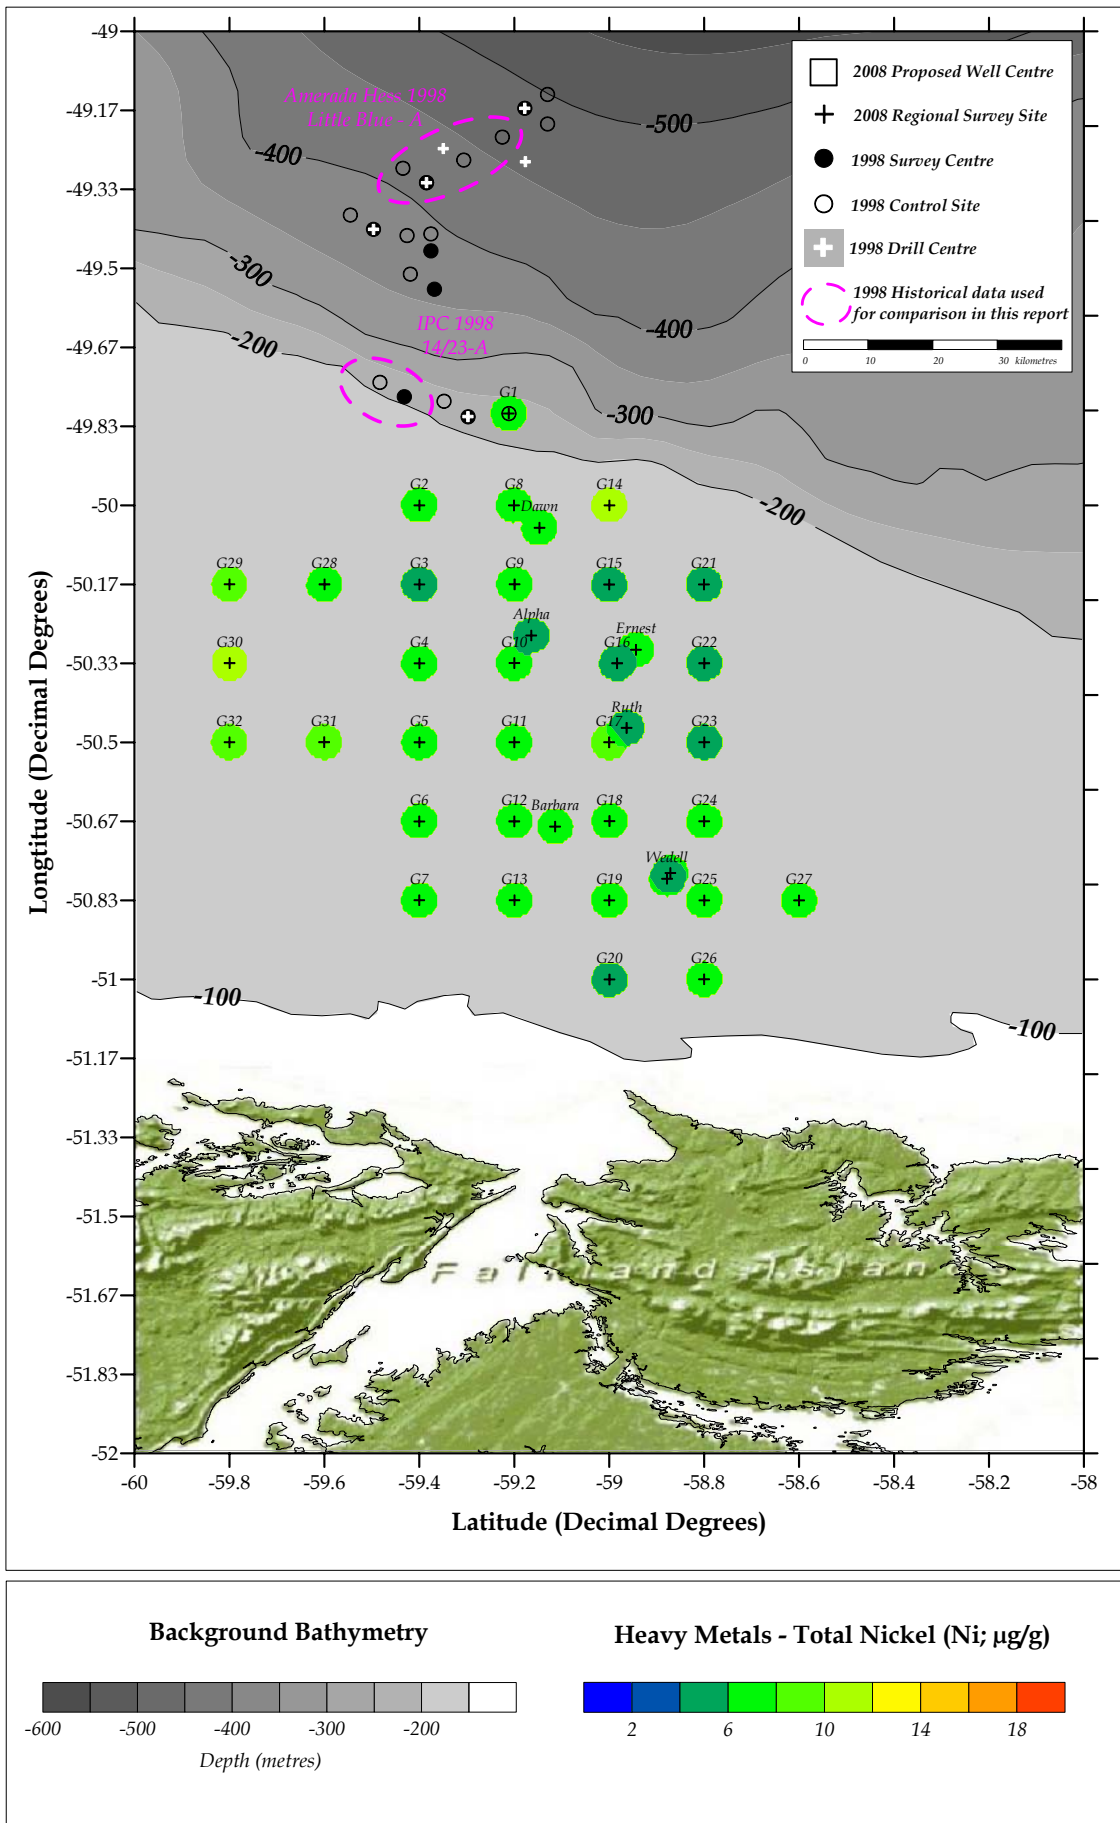 -49
-49.17
-49.33
-49.5
-49.67
-49.83
-50
-50.17
-50.33
-50.5
-50.67
-50.83
-51
-51.17
-51.33
-51.5
-51.67
-51.83
-52
Longtitude (Decimal Degrees)
Amerada Hess 1998
Little Blue - A
-500
-400
-300
-200
-400
-300
-200
IPC 1998
14/23-A
2008 Proposed Well Centre
2008 Regional Survey Site
1998 Survey Centre
1998 Control Site
1998 Drill Centre
1998 Historical data used
for comparison in this report
0 10 20 30 kilometres
G1
G2 G8 G14
Dawn
G29 G28 G3 G9 G15 G21
Alpha
Ernest
G30 G4 G10 G16 G22
Ruth
G32 G31 G5 G11 G17 G23
G6 G12 Barbara G18 G24
Wedell
G7 G13 G19 G25 G27
G20 G26
-100
-100
-60 -59.8 -59.6 -59.4 -59.2 -59 -58.8 -58.6 -58.4 -58.2 -58
Latitude (Decimal Degrees)
Background Bathymetry
-600 -500 -400 -300 -200
Depth (metres)
Heavy Metals - Total Nickel (Ni; µg/g)
2 6 10 14 18